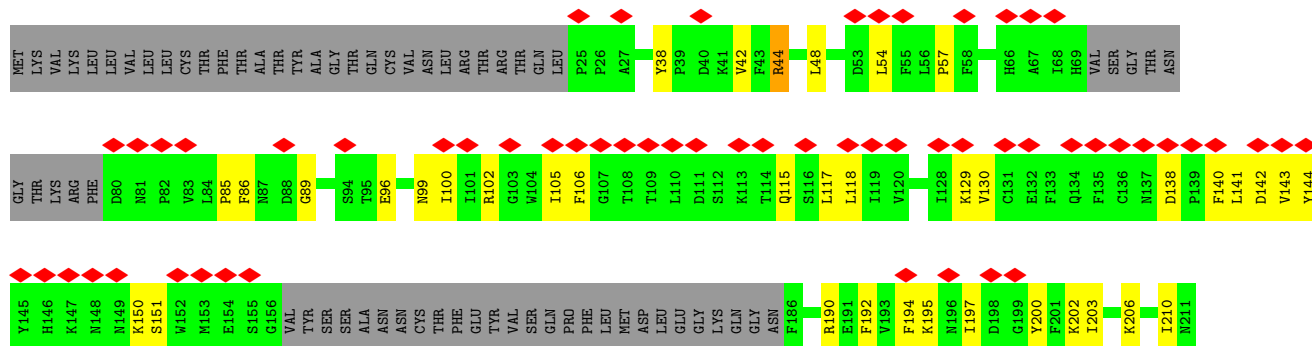 MET LYS VAL LYS LEU LEU VAL LEU LEU CYS THR PHE THR ALA THR TYR ALA GLY THR GLN CYS VAL ASN LEU ARG THR ARG THR GLN LEU P25 P26 A27 Y38 P39 D40 K41 V42 F43 R44 L48 D53 L54 F55 L56 P57 F58 H66 A67 I68 H69 VAL SER GLY THR ASN
GLY THR LYS ARG PHE D80 N81 P82 V83 L84 P85 F86 N87 D88 G89 S94 T95 E96 N99 I100 I101 R102 G103 W104 I105 F106 G107 T108 T109 L110 D111 S112 K113 T114 Q115 S116 L117 L118 I119 V120 I128 K129 V130 C131 E132 F133 Q134 F135 C136 N137 D138 P139 F140 L141 D142 V143 Y144
Y145 H146 K147 N148 N149 K150 S151 W152 M153 E154 S155 G156 VAL TYR SER SER ALA ASN ASN CYS THR PHE GLU TYR VAL SER GLN PRO PHE LEU MET ASP LEU GLU GLY LYS GLN GLY ASN F186 R190 E191 F192 V193 F194 K195 N196 I197 D198 G199 Y200 F201 K202 I203 K206 I210 N211